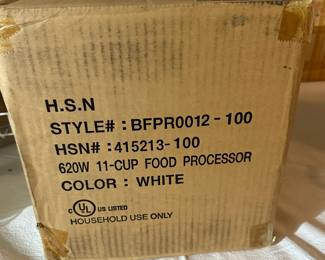 H.S.N
STYLE# : BFPR0012 - 100
HSN# : 415213-100
620W 11-CUP FOOD PROCESSOR
COLOR : WHITE
C UL US LISTED
HOUSEHOLD USE ONLY